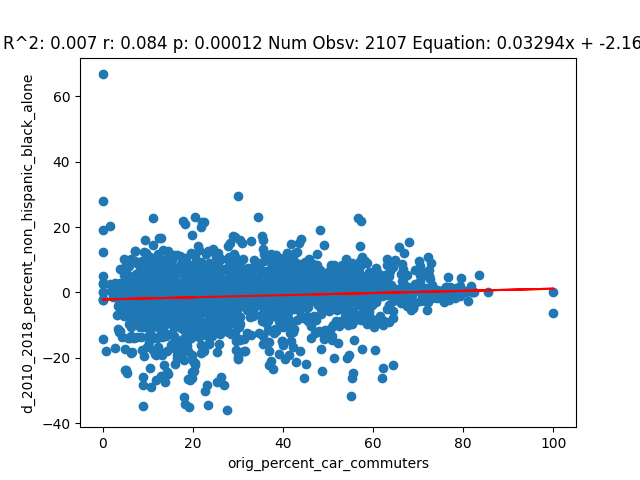 R^2: 0.007 r: 0.084 p: 0.00012 Num Obsv: 2107 Equation: 0.03294x + -2.16
d_2010_2018_percent_non_hispanic_black_alone
60
40
20
0
−20
−40
0 20 40 60 80 100
orig_percent_car_commuters